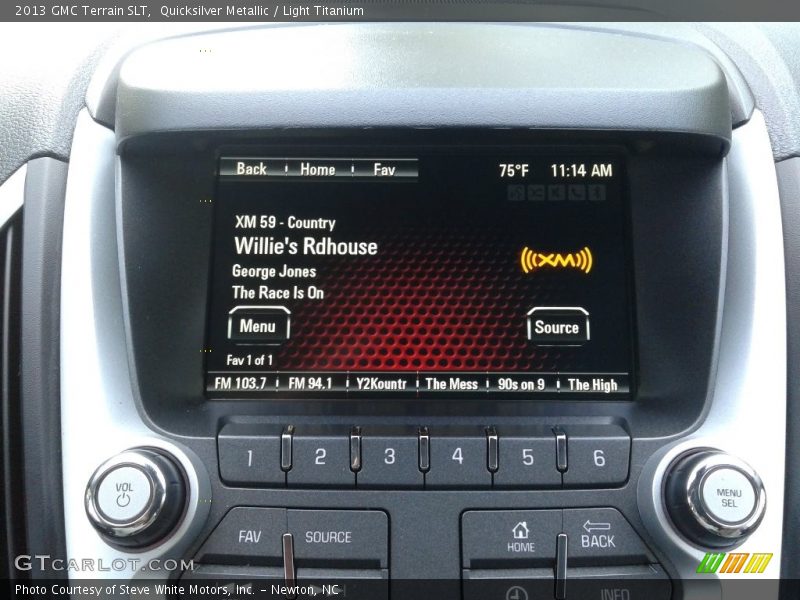 2013 GMC Terrain SLT,  Quicksilver Metallic / Light Titanium
Back Home Fav 75°F 11:14 AM
XM 59 - Country
Willie's Rdhouse
George Jones
The Race Is On
((XM))
Menu Source
Fav 1 of 1
FM 103.7 FM 94.1 Y2Kountr The Mess 90s on 9 The High
1 2 3 4 5 6
VOL
MENU SEL
FAV SOURCE HOME BACK
INFO
GTCARLOT.COM
Photo Courtesy of Steve White Motors, Inc. – Newton, NC